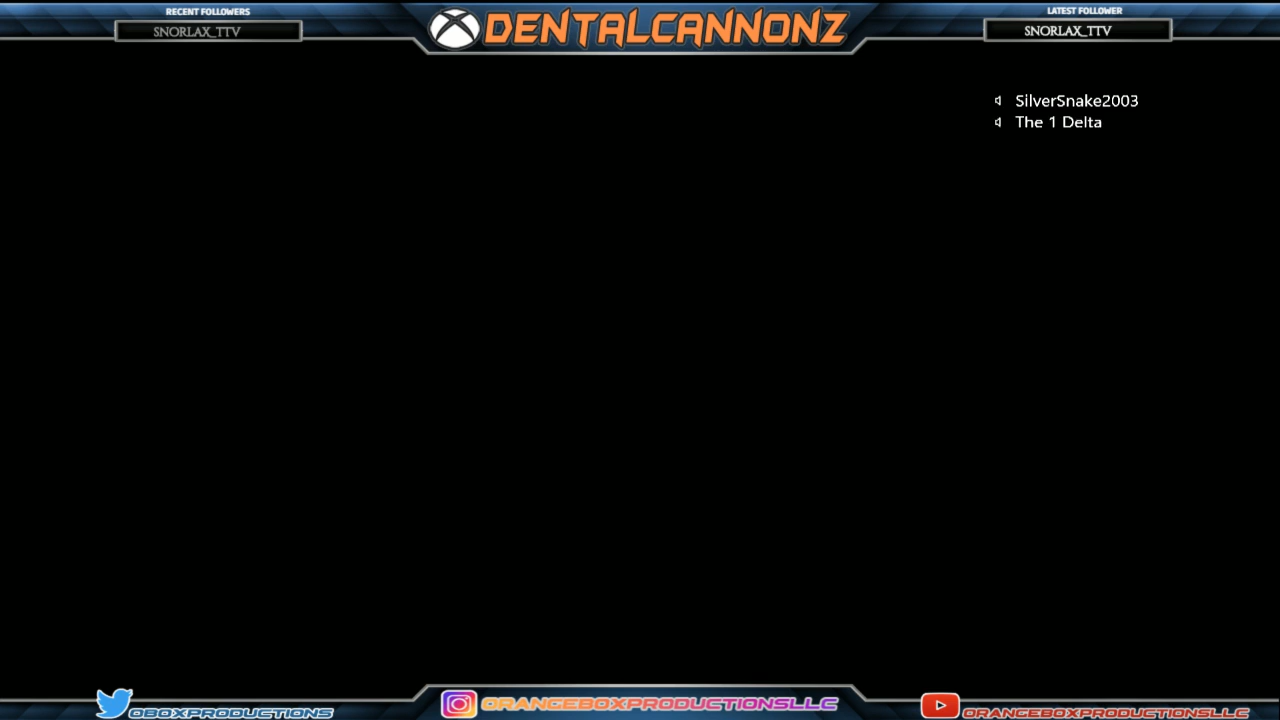 RECENT FOLLOWERS
SNORLAX_TTV
DENTALCANNONZ
LATEST FOLLOWER
SNORLAX_TTV
SilverSnake2003
The 1 Delta
OBOXPRODUCTIONS
ORANGEBOXPRODUCTIONSLLC
ORANGEBOXPRODUCTIONSLLC